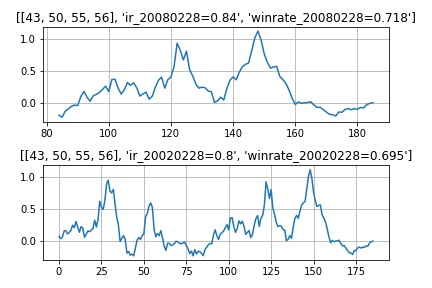 [[43, 50, 55, 56], 'ir_20080228=0.84', 'winrate_20080228=0.718']
1.0
0.5
0.0
80 100 120 140 160 180
[[43, 50, 55, 56], 'ir_20020228=0.8', 'winrate_20020228=0.695']
1.0
0.5
0.0
0 25 50 75 100 125 150 175